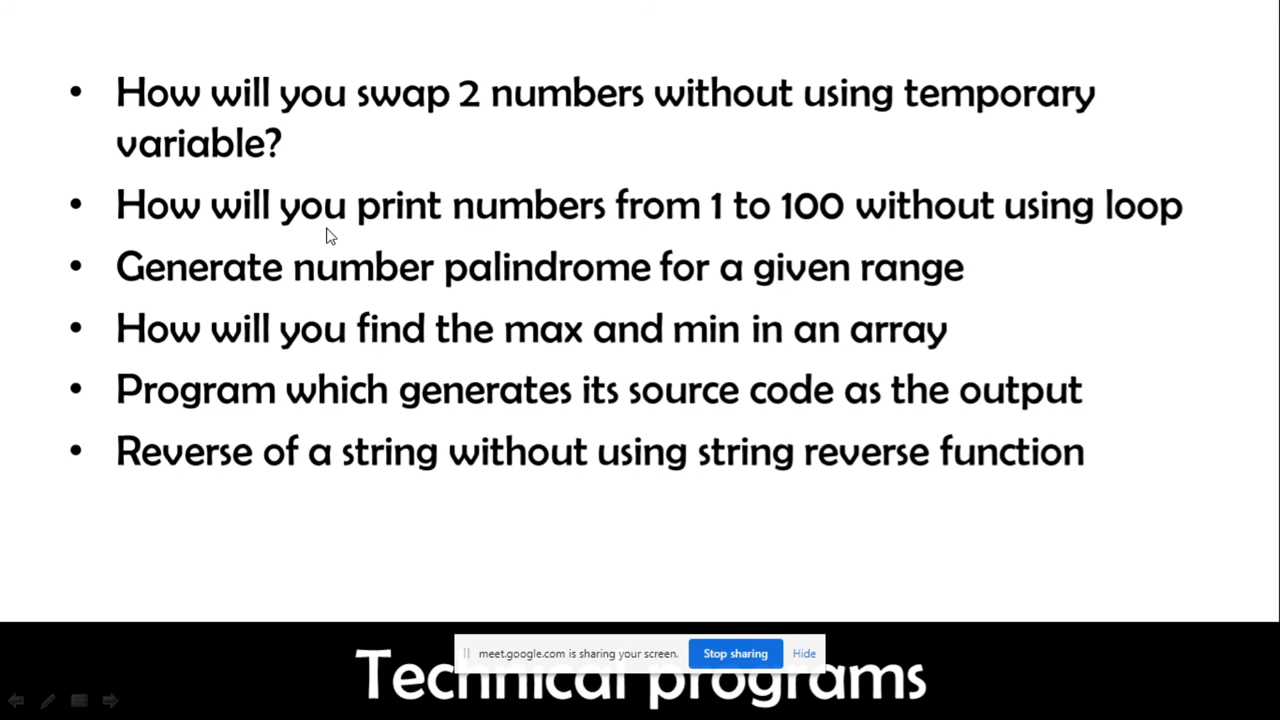 • How will you swap 2 numbers without using temporary
variable?
• How will you print numbers from 1 to 100 without using loop
• Generate number palindrome for a given range
• How will you find the max and min in an array
• Program which generates its source code as the output
• Reverse of a string without using string reverse function
meet.google.com is sharing your screen. Stop sharing Hide
Technical programs